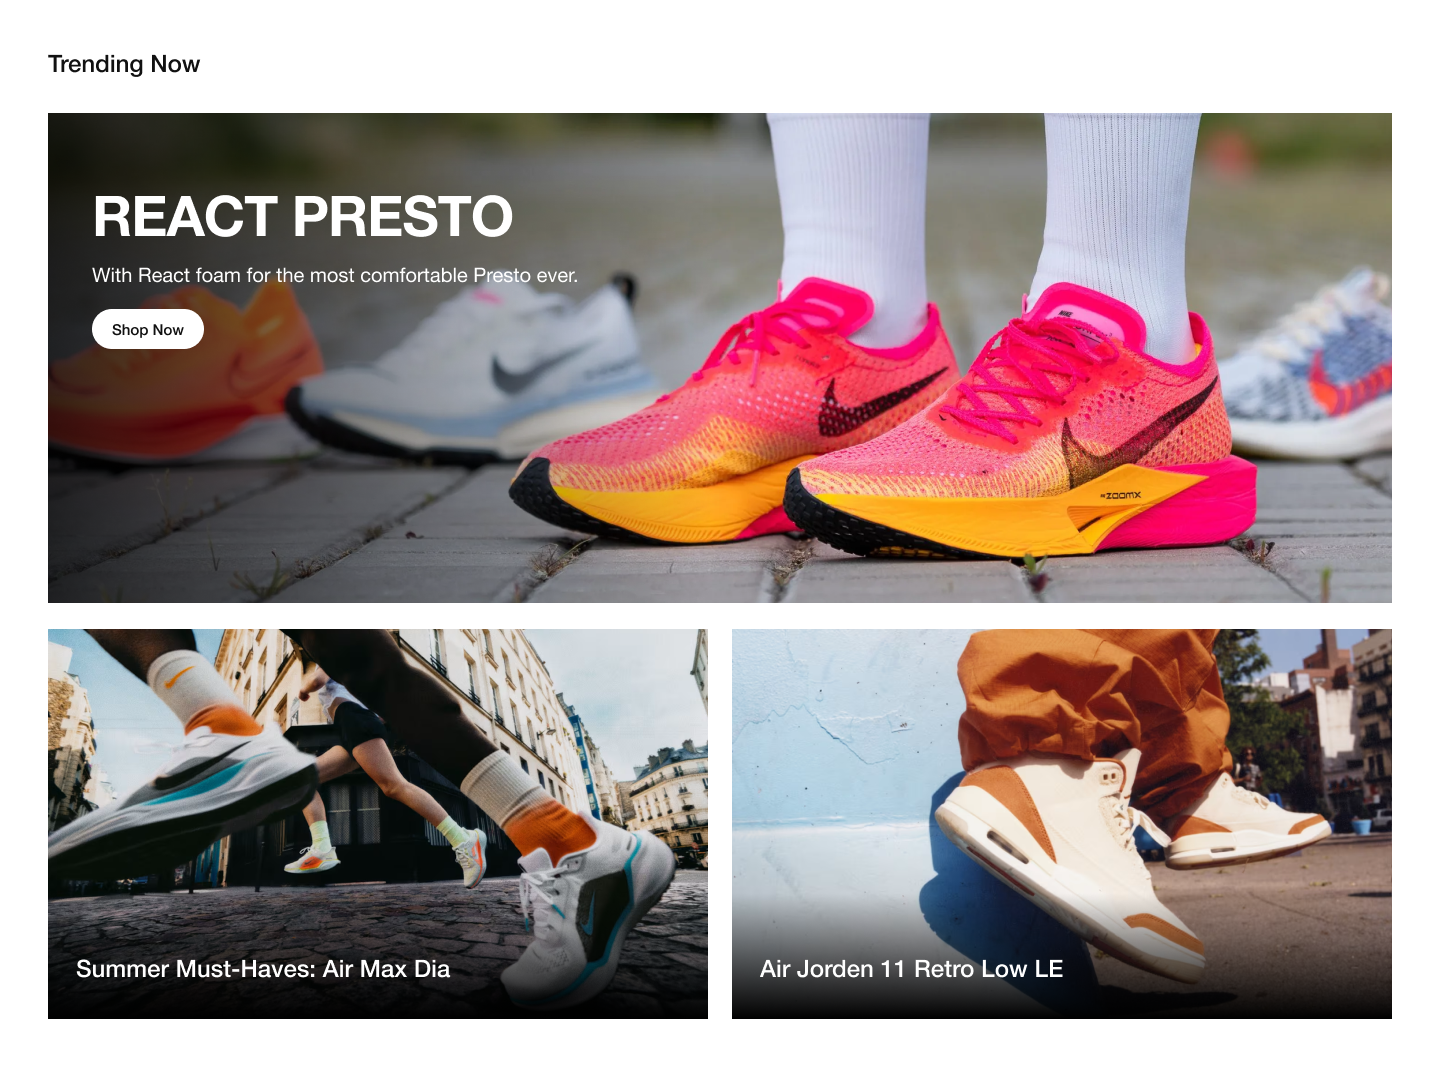 Trending Now
REACT PRESTO
With React foam for the most comfortable Presto ever.
Shop Now
NIKE
ZOOMX
Summer Must-Haves: Air Max Dia
Air Jorden 11 Retro Low LE